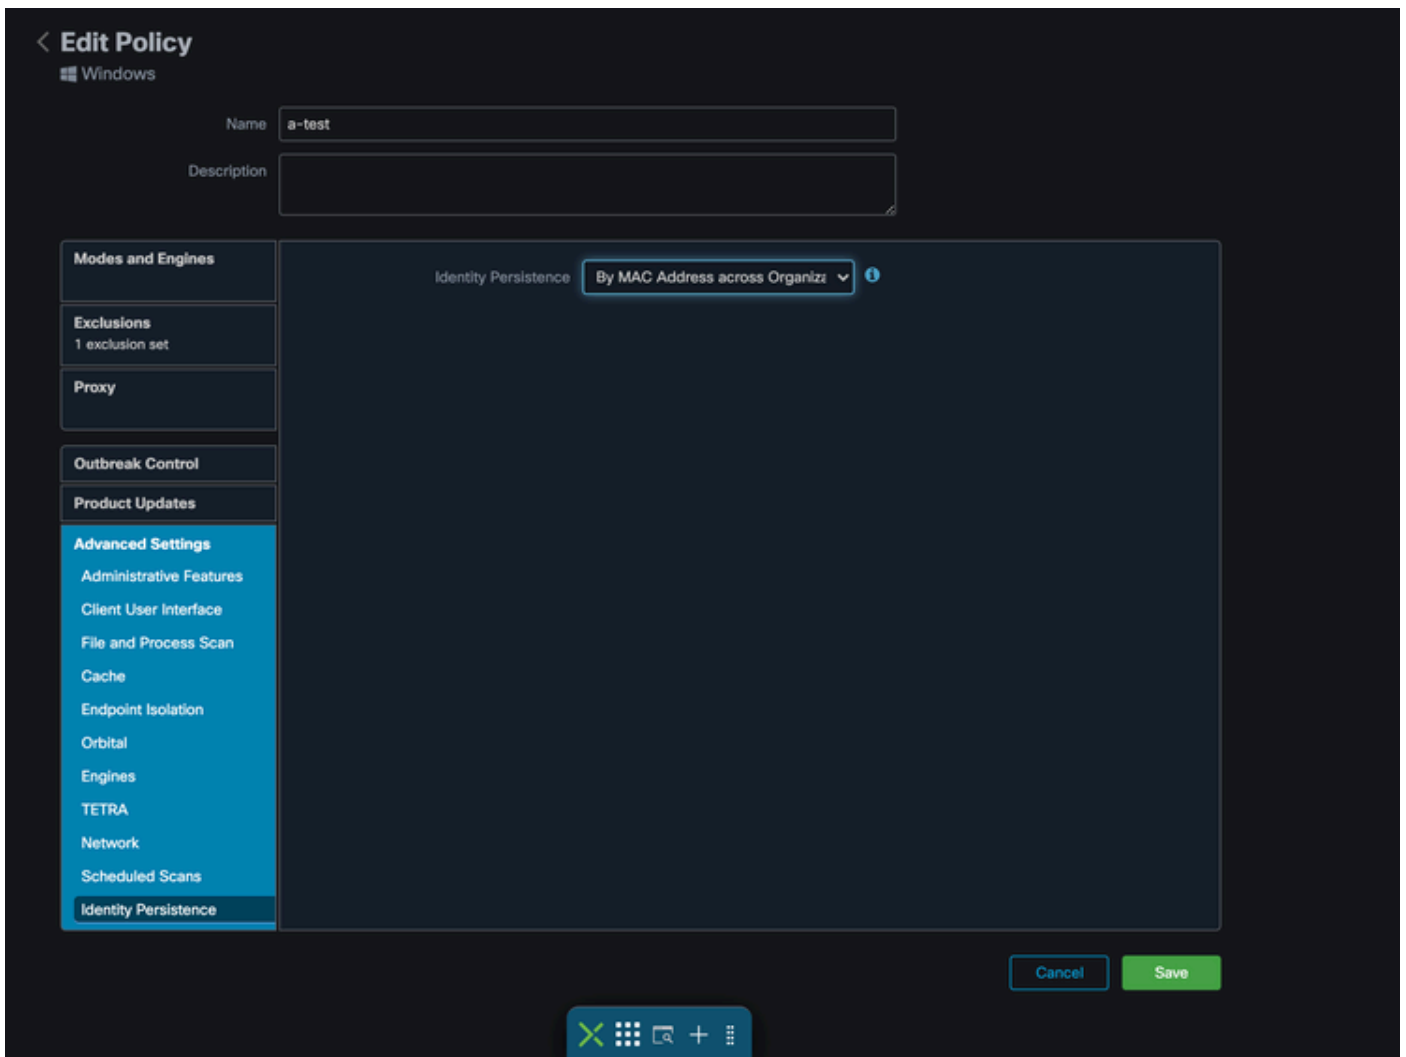 Edit Policy
Windows
Name
a-test
Description
Modes and Engines
Identity Persistence
By MAC Address across Organiza
Exclusions
1 exclusion set
Proxy
Outbreak Control
Product Updates
Advanced Settings
Administrative Features
Client User Interface
File and Process Scan
Cache
Endpoint Isolation
Orbital
Engines
TETRA
Network
Scheduled Scans
Identity Persistence
Cancel
Save